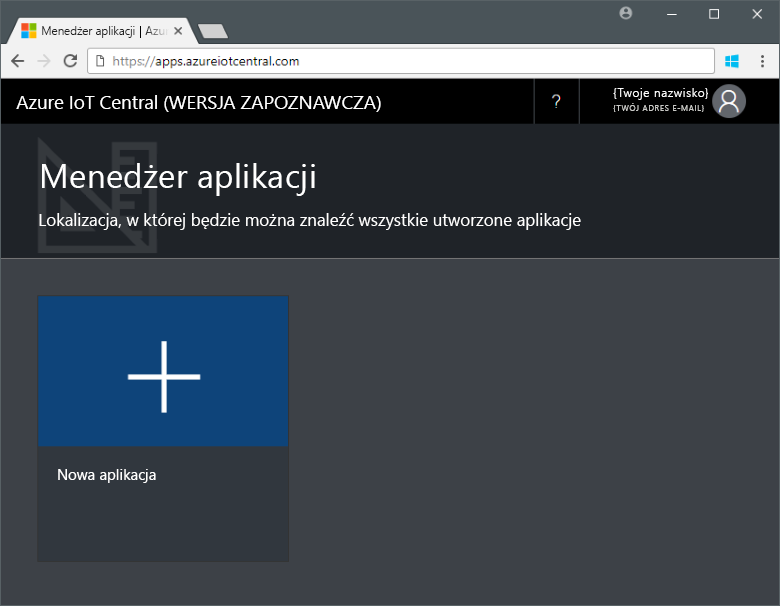 Menedżer aplikacji | Azu
https://apps.azureiotcentral.com
Azure IoT Central (WERSJA ZAPOZNAWCZA)
?
{Twoje nazwisko}
{TWÓJ ADRES E-MAIL}
Menedżer aplikacji
Lokalizacja, w której będzie można znaleźć wszystkie utworzone aplikacje
Nowa aplikacja